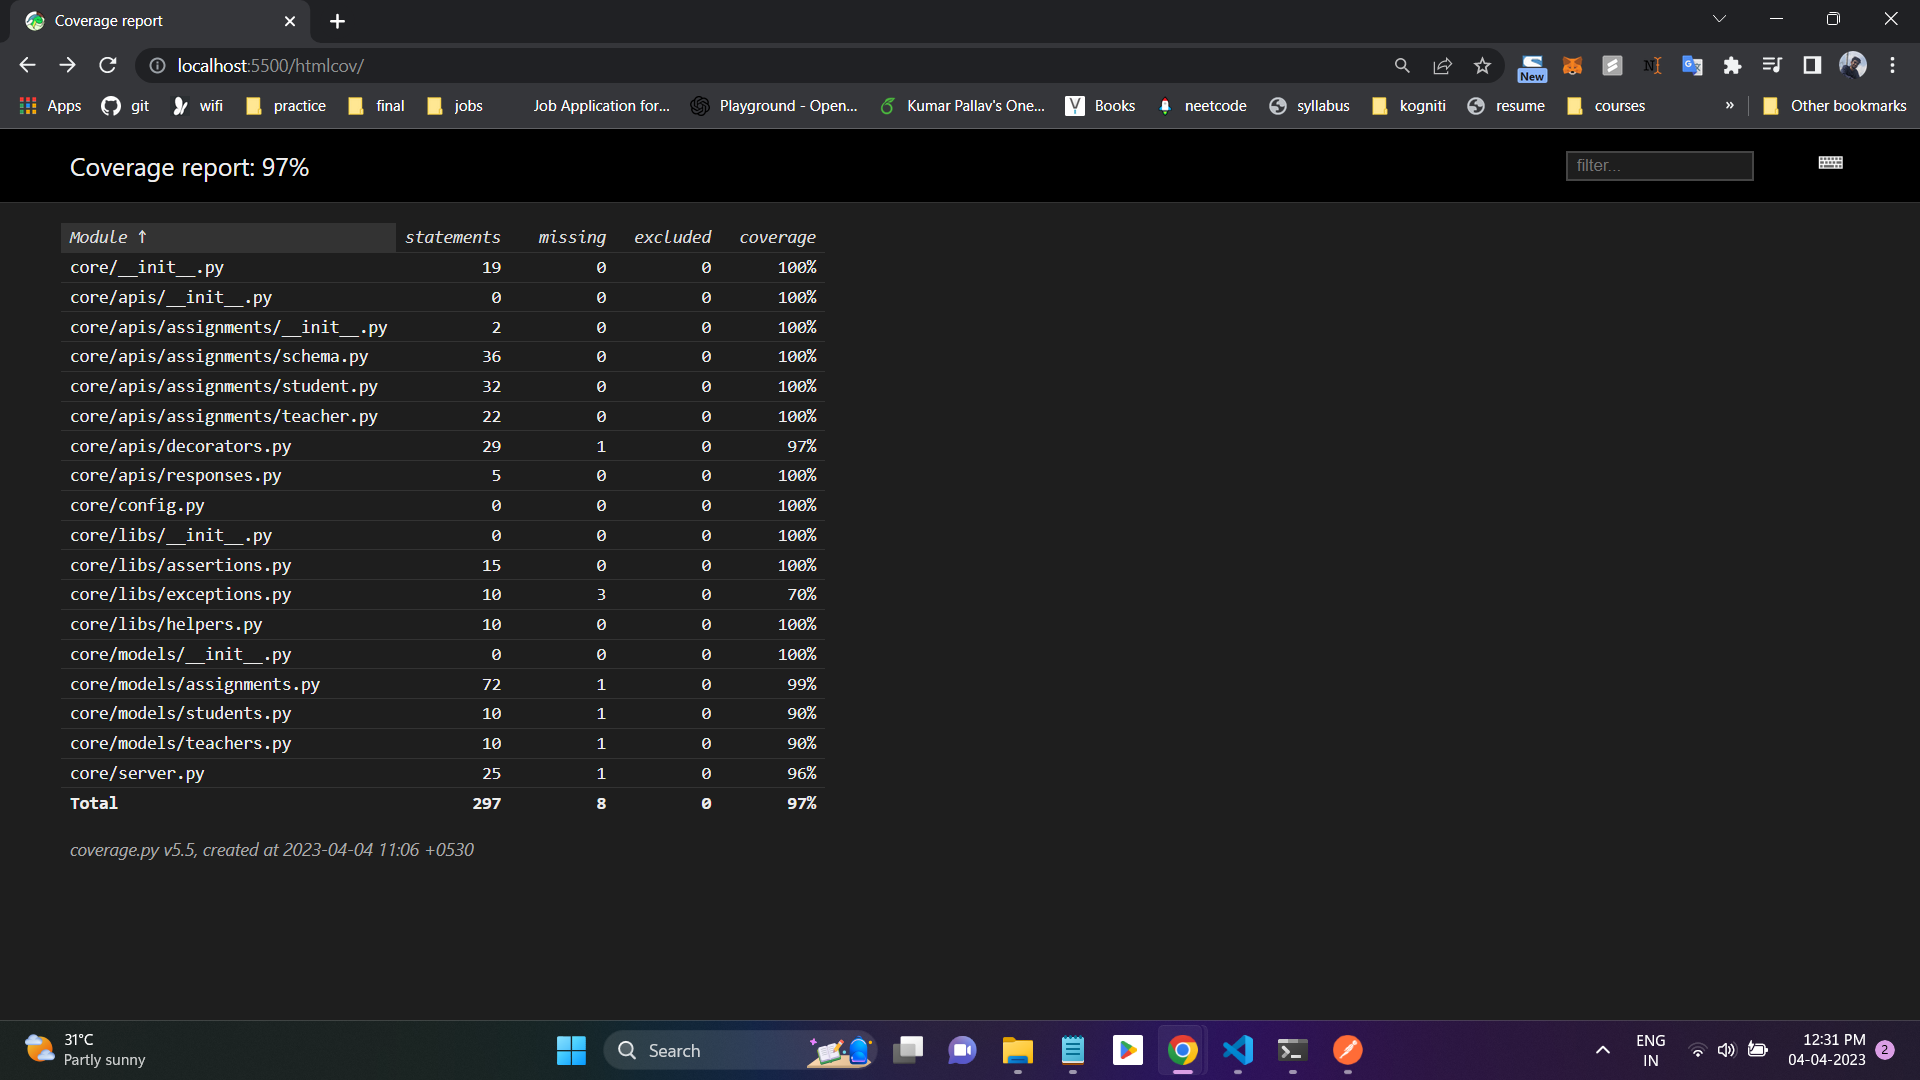 Coverage report
localhost:5500/htmlcov/
New
Apps git wifi practice final jobs Job Application for... Playground - Open... Kumar Pallav's One... Books neetcode syllabus kogniti resume courses » Other bookmarks
Coverage report: 97%
filter...
Module ↑ statements missing excluded coverage
core/__init__.py 19 0 0 100%
core/apis/__init__.py 0 0 0 100%
core/apis/assignments/__init__.py 2 0 0 100%
core/apis/assignments/schema.py 36 0 0 100%
core/apis/assignments/student.py 32 0 0 100%
core/apis/assignments/teacher.py 22 0 0 100%
core/apis/decorators.py 29 1 0 97%
core/apis/responses.py 5 0 0 100%
core/config.py 0 0 0 100%
core/libs/__init__.py 0 0 0 100%
core/libs/assertions.py 15 0 0 100%
core/libs/exceptions.py 10 3 0 70%
core/libs/helpers.py 10 0 0 100%
core/models/__init__.py 0 0 0 100%
core/models/assignments.py 72 1 0 99%
core/models/students.py 10 1 0 90%
core/models/teachers.py 10 1 0 90%
core/server.py 25 1 0 96%
Total 297 8 0 97%
coverage.py v5.5, created at 2023-04-04 11:06 +0530
31°C
Partly sunny
Search
ENG
IN
12:31 PM
04-04-2023
2